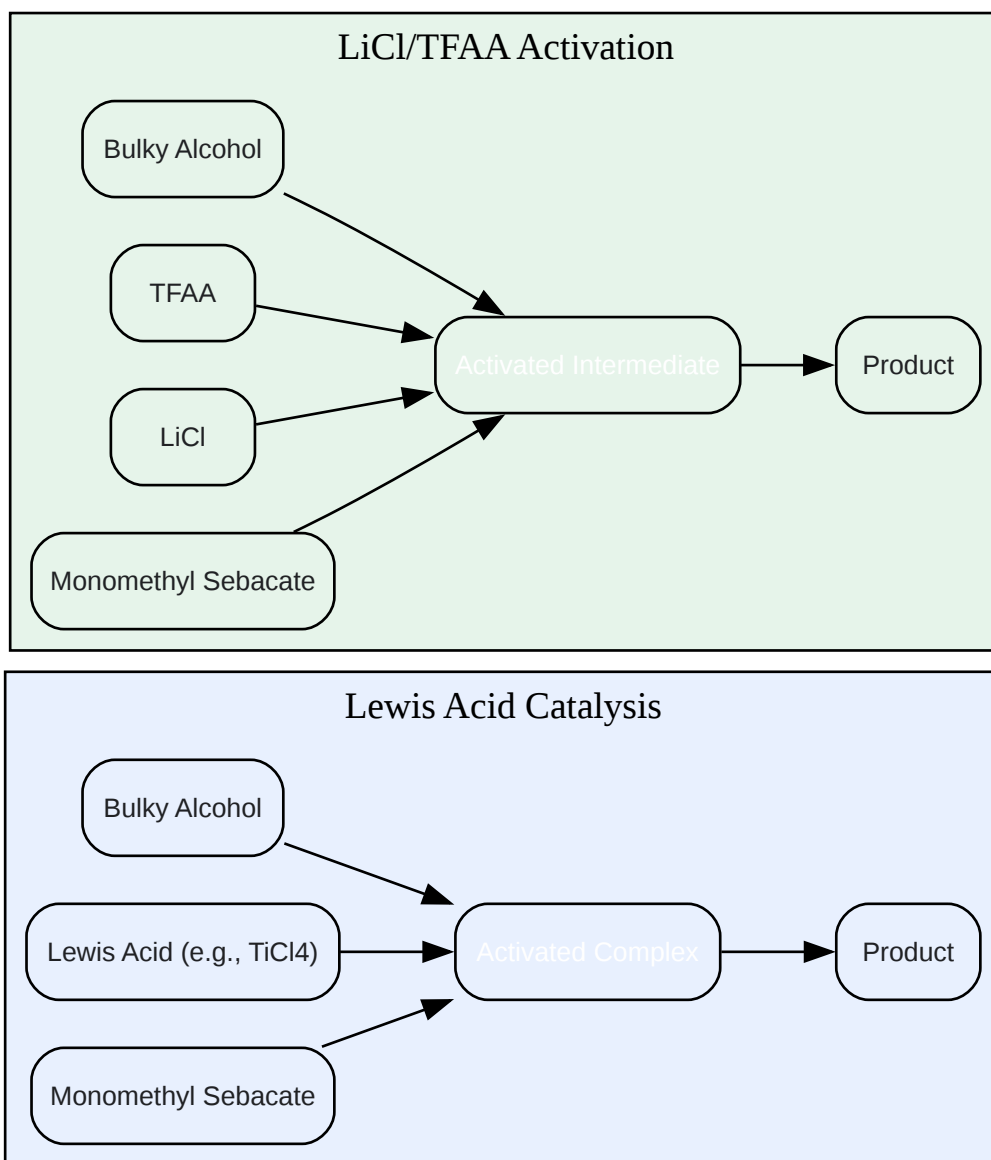 LiCl/TFAA Activation
Bulky Alcohol
TFAA
Activated Intermediate
Product
LiCl
Monomethyl Sebacate
Lewis Acid Catalysis
Bulky Alcohol
Lewis Acid (e.g., TiCl4)
Activated Complex
Product
Monomethyl Sebacate